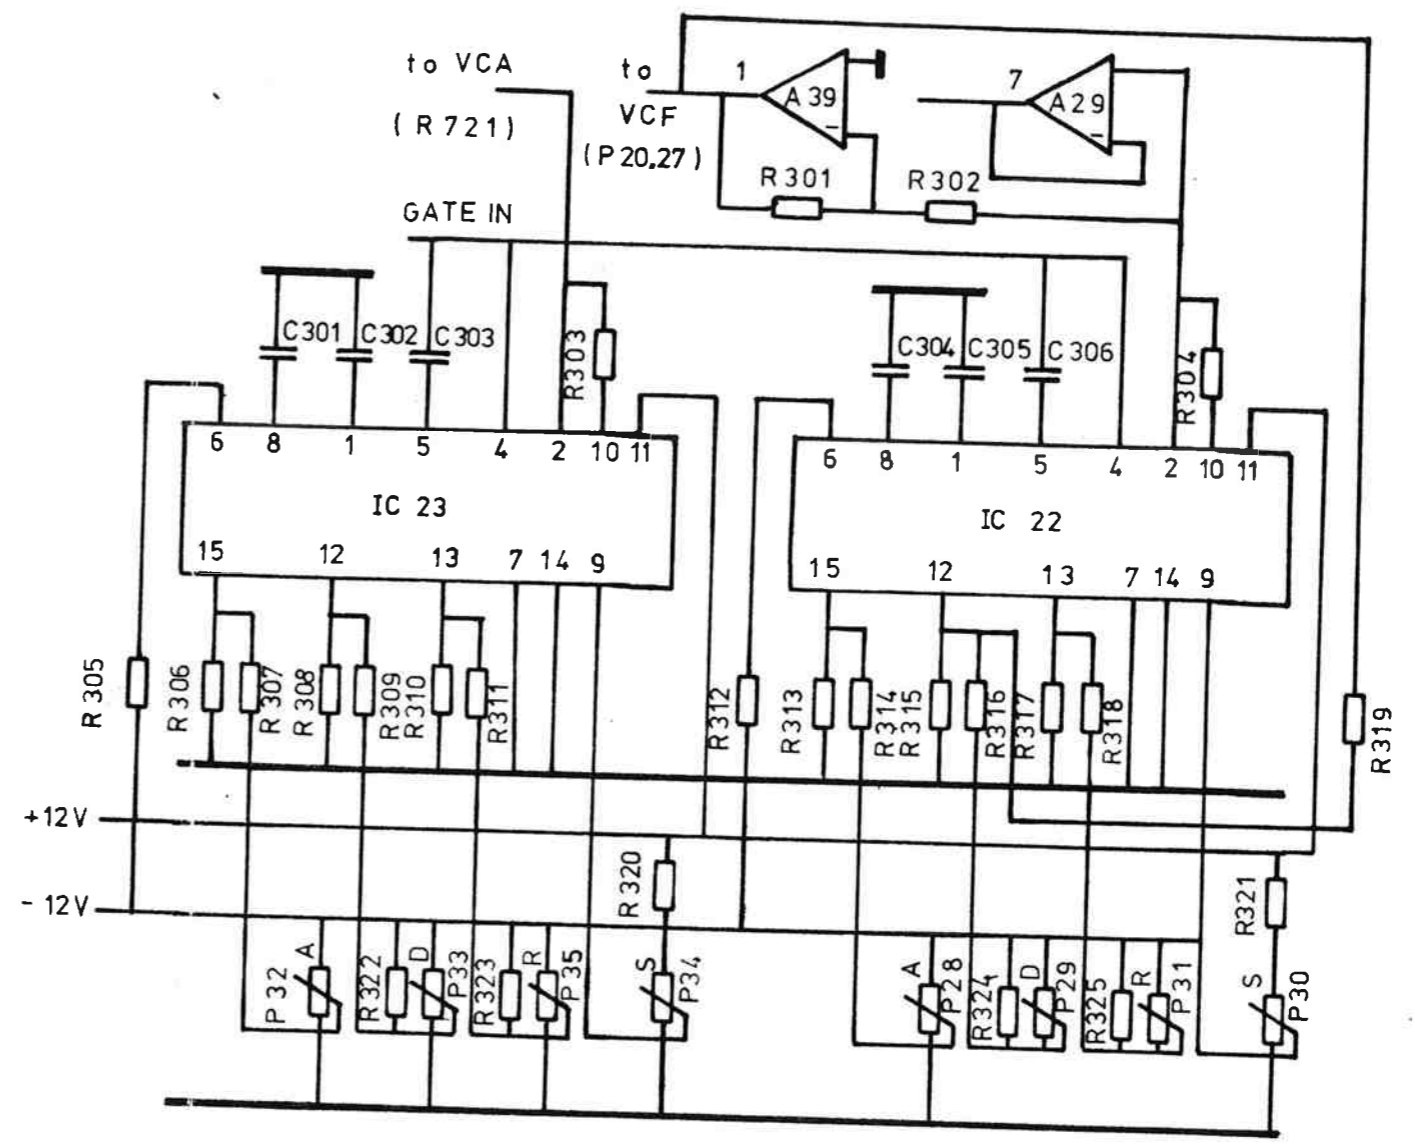 to VCA
(R721)
to
VCF
(P20,27)
1
A39
−
7
A29
−
R301
R302
GATE IN
C301
C302
C303
R303
C304
C305
C306
R304
6
8
1
5
4
2
10
11
IC 23
15
12
13
7
14
9
6
8
1
5
4
2
10
11
IC 22
15
12
13
7
14
9
R305
R306
R307
R308
R309
R310
R311
R312
R313
R314
R315
R316
R317
R318
R319
+12V
-12V
R320
R321
P32
A
R322
D
P33
R323
R
P35
S
P34
A
P28
R324
D
P29
R325
R
P31
S
P30